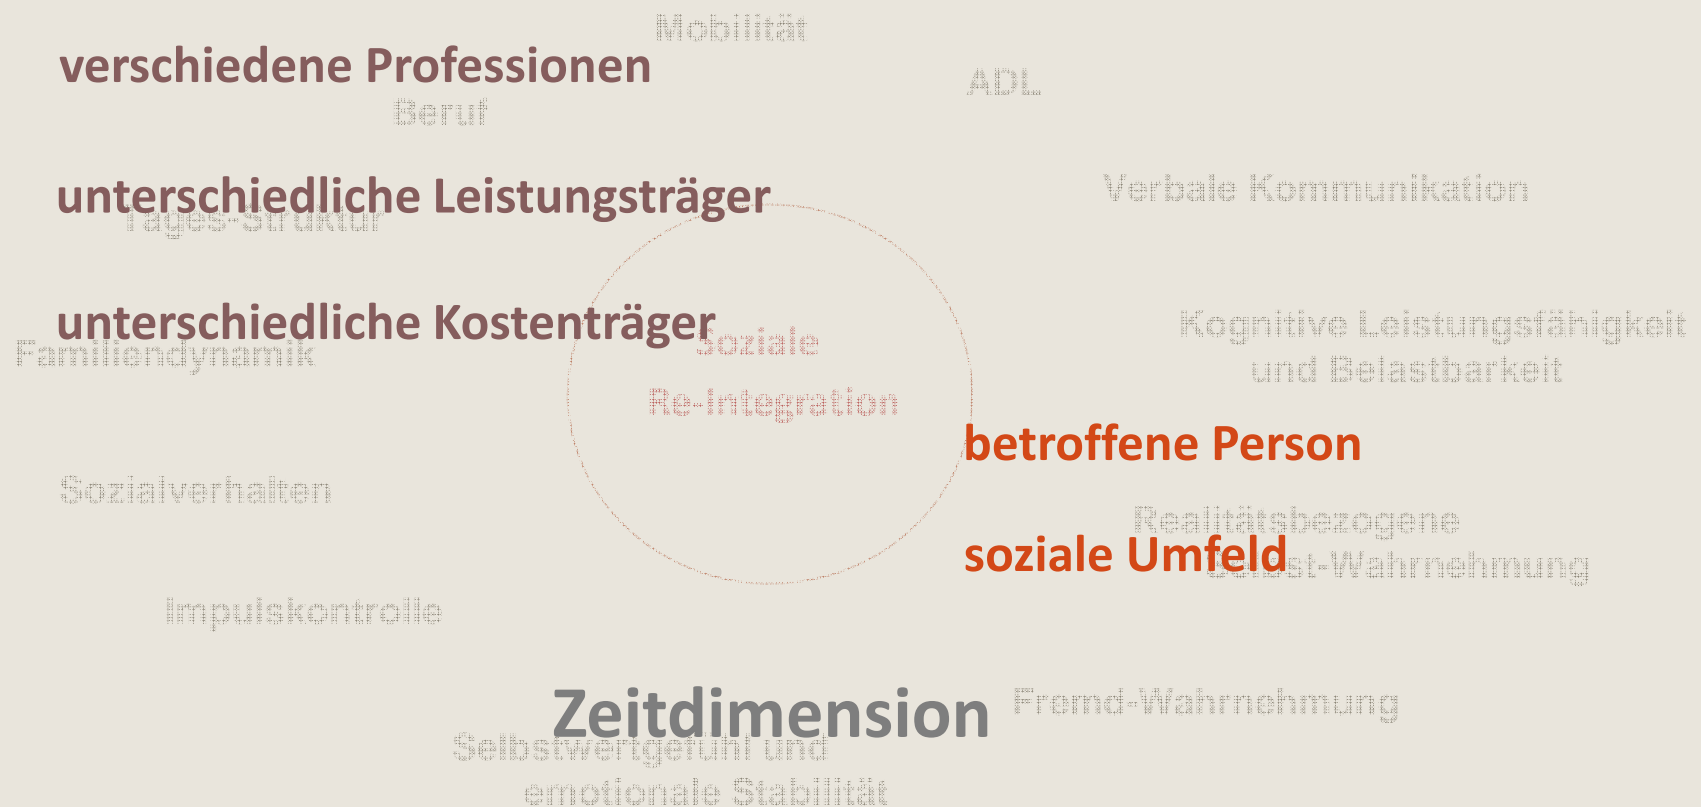 Mobilität
verschiedene Professionen
ADL
Beruf
Verbale Kommunikation
unterschiedliche Leistungsträger
Tages-Struktur
unterschiedliche Kostenträger
Soziale
Re-Integration
Kognitive Leistungsfähigkeit
und Belastbarkeit
Familiendynamik
betroffene Person
Sozialverhalten
Realitätsbezogene
Selbst-Wahrnehmung
soziale Umfeld
Impulskontrolle
Zeitdimension
Fremd-Wahrnehmung
Selbstwertgefühl und
emotionale Stabilität